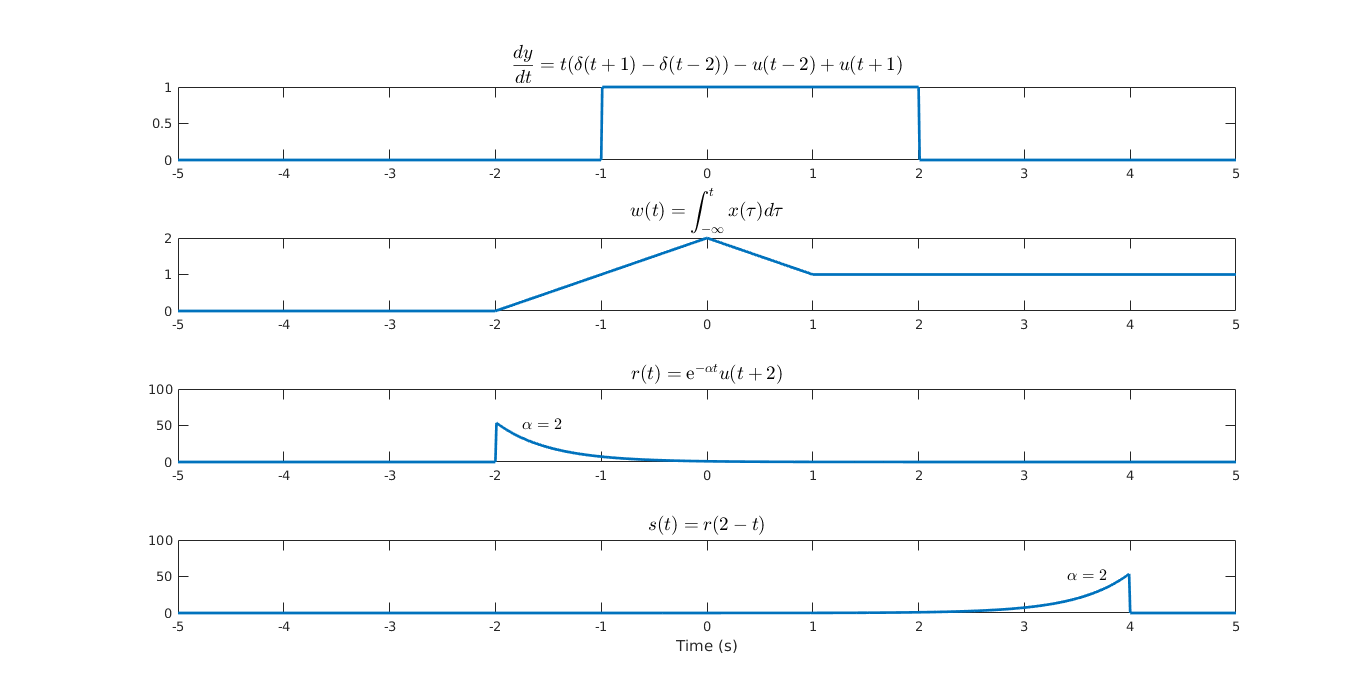 dy/dt = t(δ(t + 1) − δ(t − 2)) − u(t − 2) + u(t + 1)
1
0.5
0
-5 -4 -3 -2 -1 0 1 2 3 4 5
w(t) = ∫_{−∞}^{t} x(τ)dτ
2
1
0
-5 -4 -3 -2 -1 0 1 2 3 4 5
r(t) = e^{−αt}u(t + 2)
100
50
α = 2
0
-5 -4 -3 -2 -1 0 1 2 3 4 5
s(t) = r(2 − t)
100
50
α = 2
0
-5 -4 -3 -2 -1 0 1 2 3 4 5
Time (s)